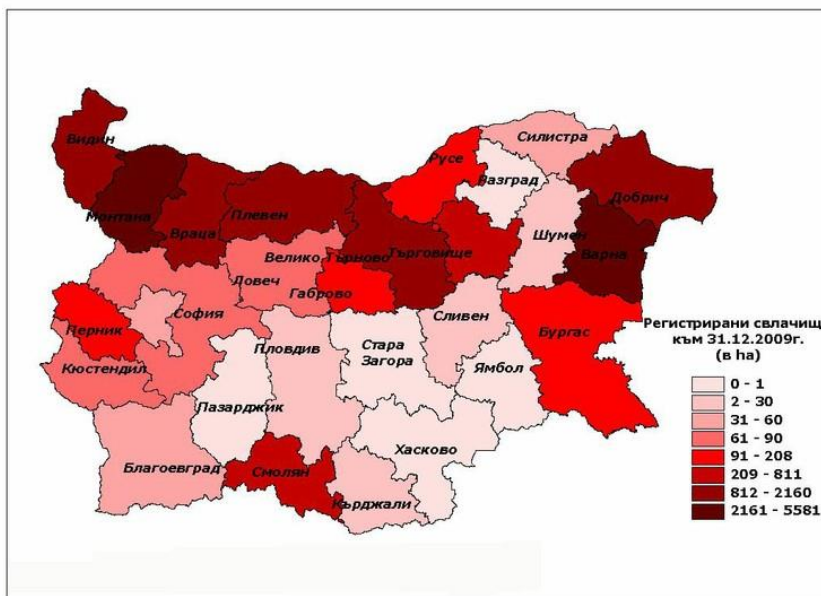 Видин
Монтана
Враца
Плевен
Русе
Силистра
Разград
Добрич
Шумен
Варна
Велико Търново
Търговище
Ловеч
Габрово
София
Перник
Кюстендил
Сливен
Бургас
Пловдив
Стара
Загора
Ямбол
Пазарджик
Хасково
Благоевград
Смолян
Кърджали
Регистрирани свлачищ
към 31.12.2009г.
(в ha)
0 - 1
2 - 30
31 - 60
61 - 90
91 - 208
209 - 811
812 - 2160
2161 - 5581